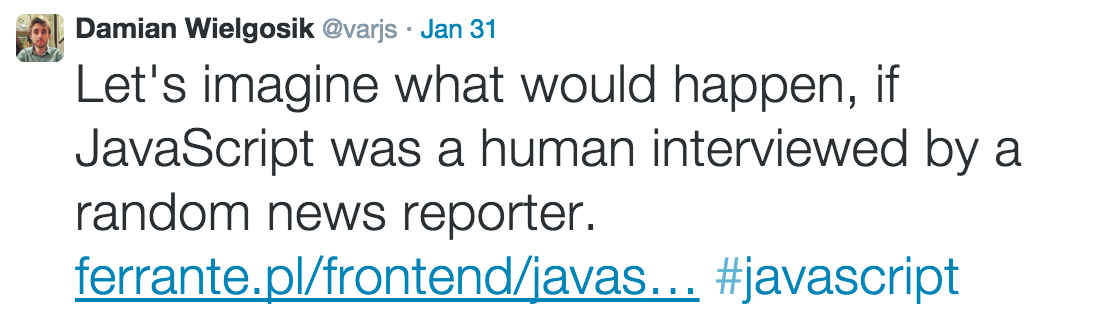 Damian Wielgosik @varjs · Jan 31
Let's imagine what would happen, if
JavaScript was a human interviewed by a
random news reporter.
ferrante.pl/frontend/javas… #javascript